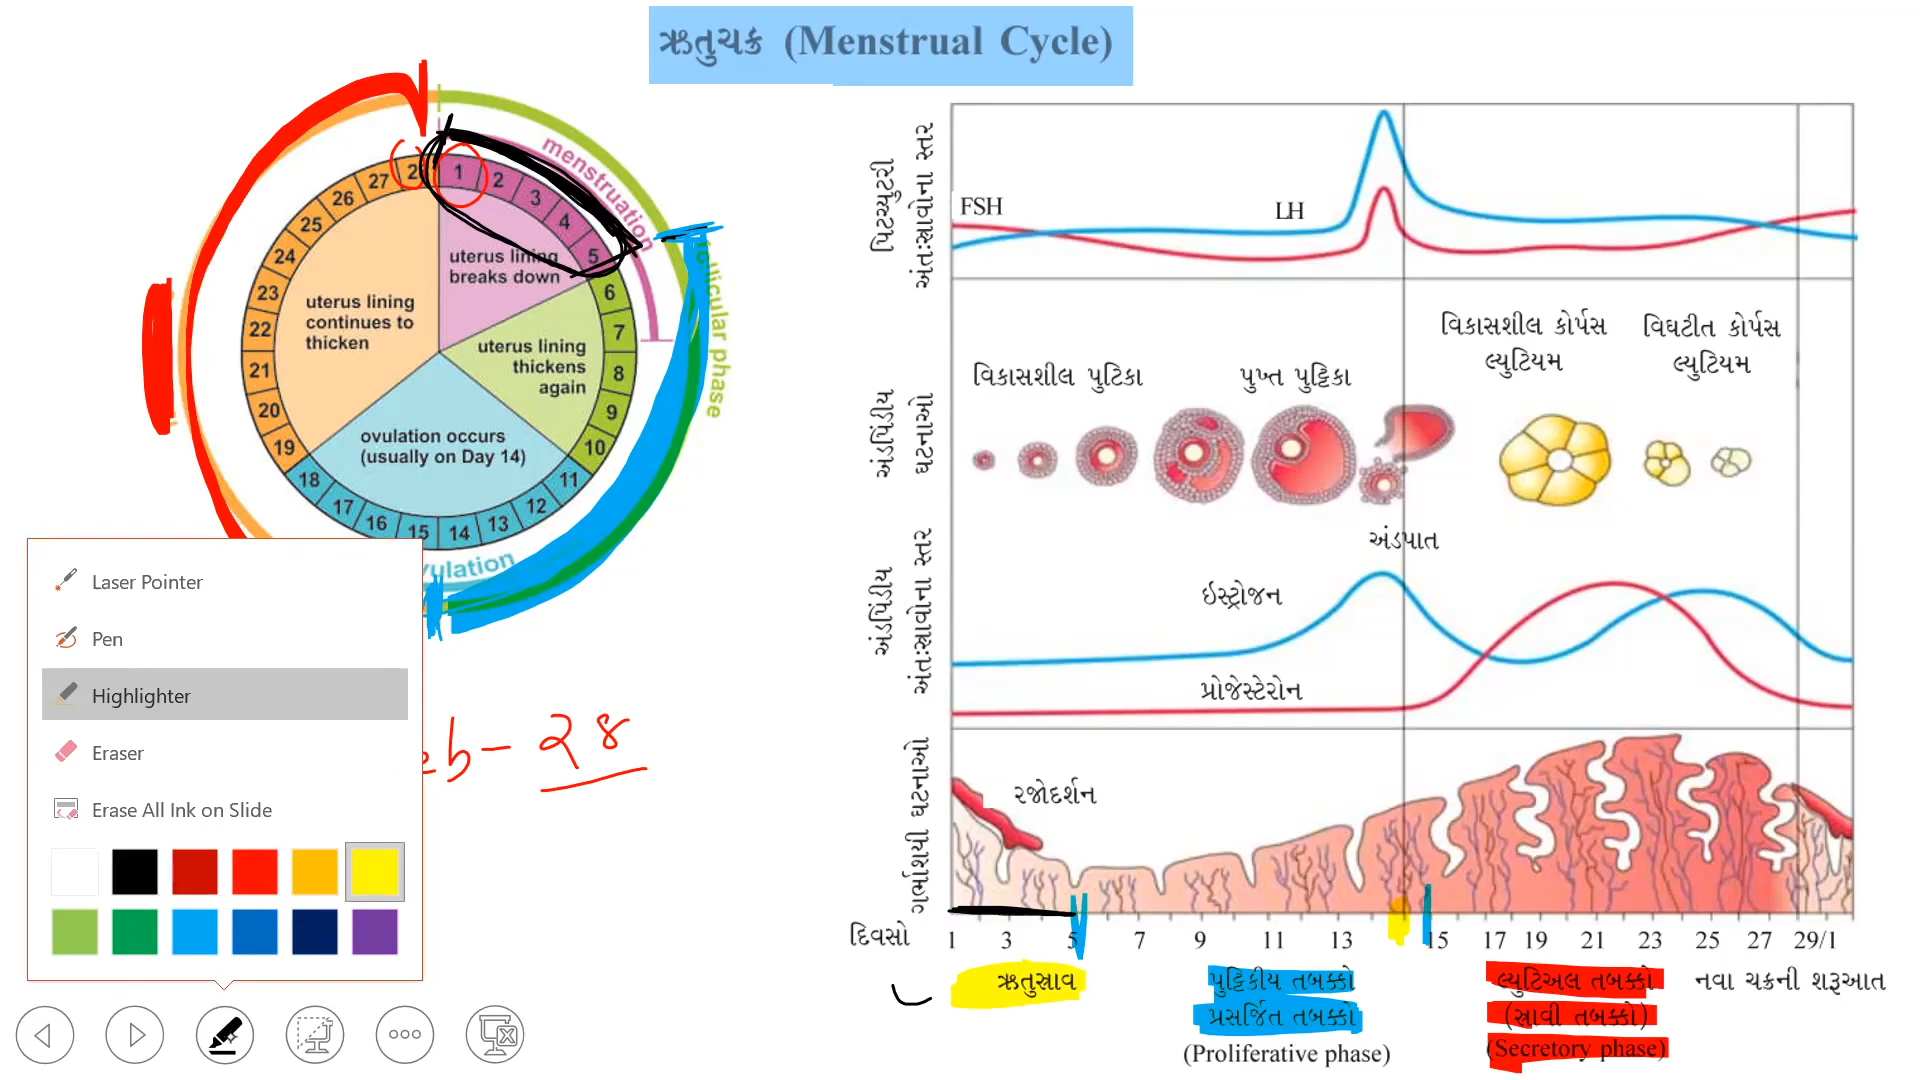 ઋતુચક્ર (Menstrual Cycle)
menstruation
1
2
3
4
5
6
7
8
9
10
11
12
13
14
15
16
17
18
19
20
21
22
23
24
25
26
27
2
uterus lining
breaks down
uterus lining
thickens
again
ovulation occurs
(usually on Day 14)
uterus lining
continues to
thicken
phase
Laser Pointer
Pen
Highlighter
Eraser
Erase All Ink on Slide
eb - ૨૪
પિટ્યુટરી
અંતઃસ્રાવોના સ્તર
FSH
LH
અંડપિંડીય
ઘટનાઓ
વિકાસશીલ પુટિકા
પુખ્ત પુટ્ટિકા
વિકાસશીલ કોર્પસ
લ્યુટિયમ
વિઘટીત કોર્પસ
લ્યુટિયમ
અંડપાત
અંડપિંડીય
અંતઃસ્રાવોના સ્તર
ઇસ્ટ્રોજન
પ્રોજેસ્ટેરોન
ગર્ભાશયી ઘટનાઓ
રજોદર્શન
દિવસો 1 3 5 7 9 11 13 15 17 19 21 23 25 27 29/1
ઋતુસ્રાવ
પુટ્ટિકીય તબક્કો
પ્રસર્જિત તબક્કો
(Proliferative phase)
લ્યુટિઅલ તબક્કો
(સ્રાવી તબક્કો)
(Secretory phase)
નવા ચક્રની શરૂઆત